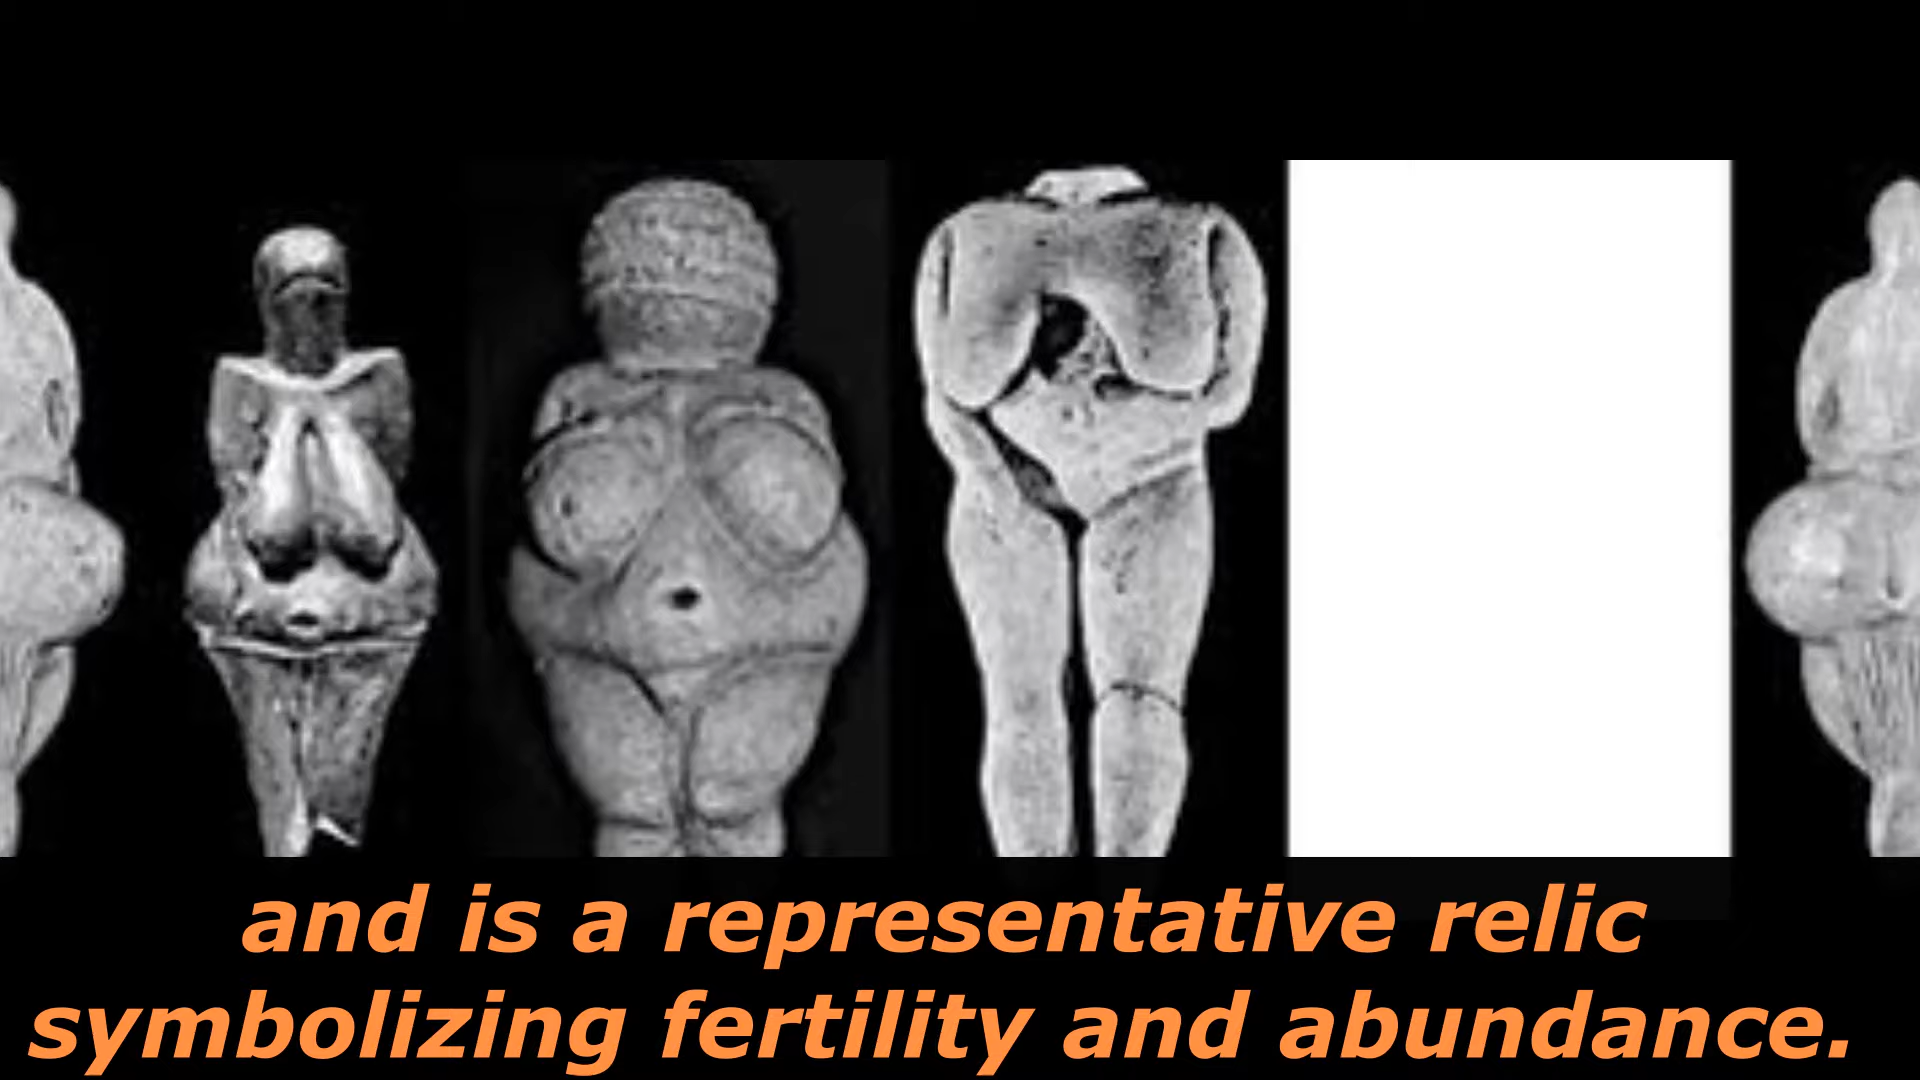 and is a representative relic
symbolizing fertility and abundance.